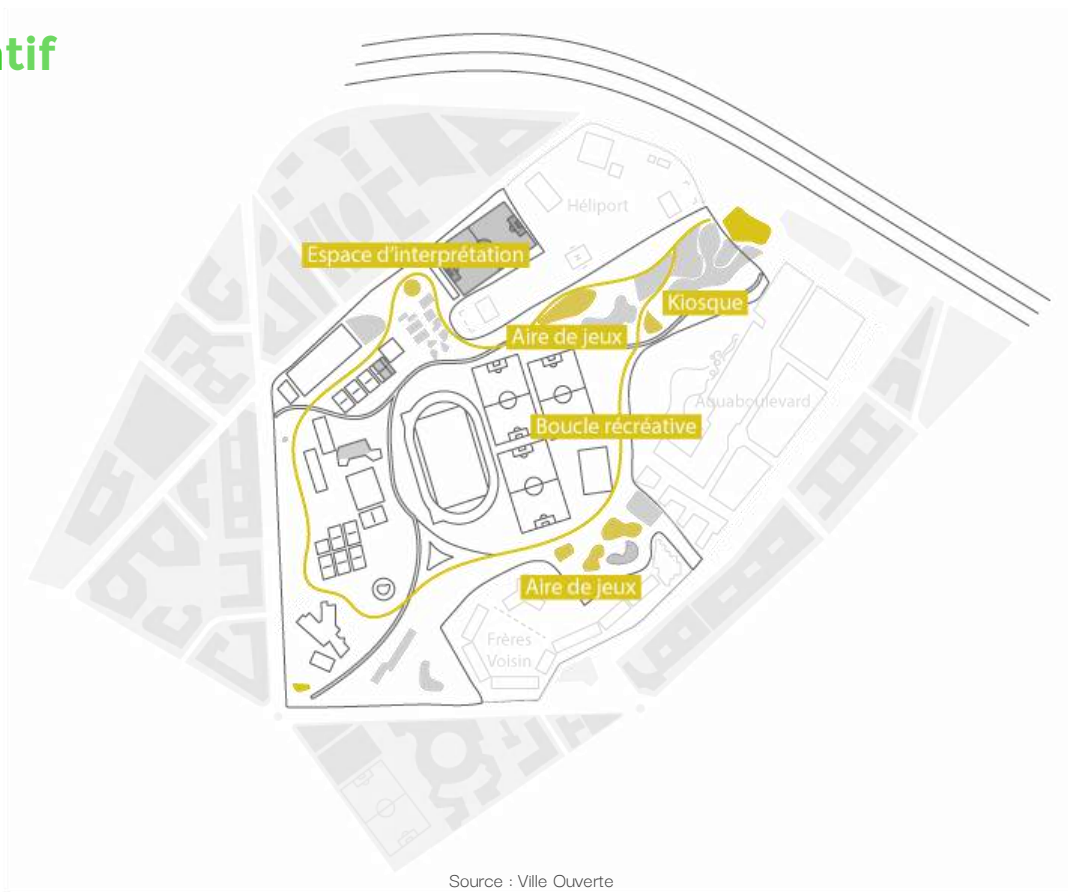 tif
Héliport
Espace d'interprétation
Kiosque
Aire de jeux
Aquaboulevard
Boucle récréative
Aire de jeux
Frères
Voisin
Source : Ville Ouverte